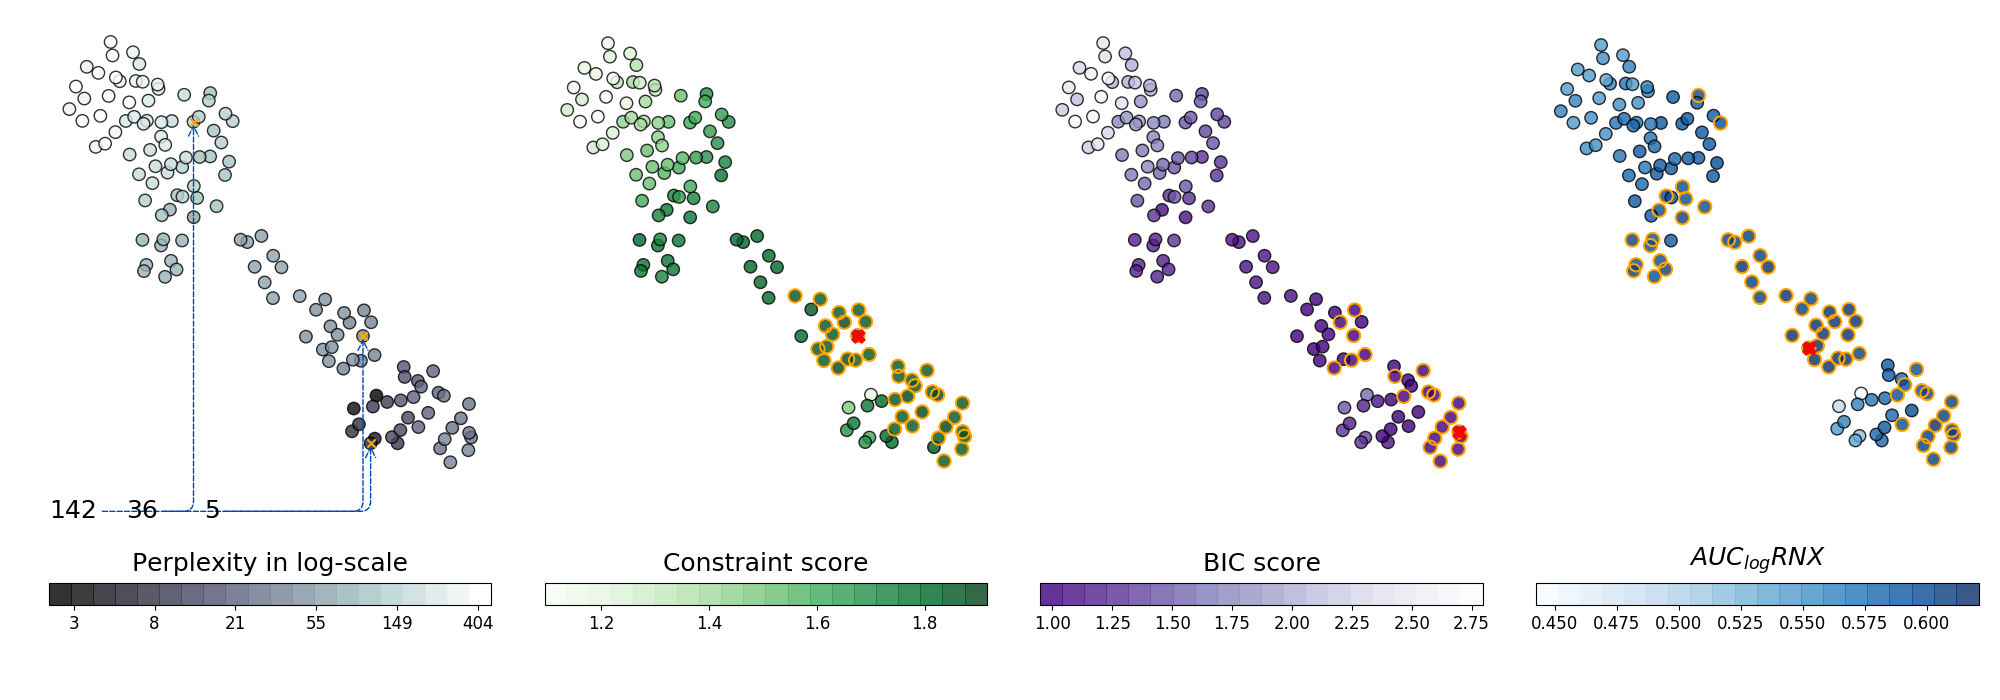 142 36 5
Perplexity in log-scale
3 8 21 55 149 404
Constraint score
1.2 1.4 1.6 1.8
BIC score
1.00 1.25 1.50 1.75 2.00 2.25 2.50 2.75
AUC_{log}RNX
0.450 0.475 0.500 0.525 0.550 0.575 0.600